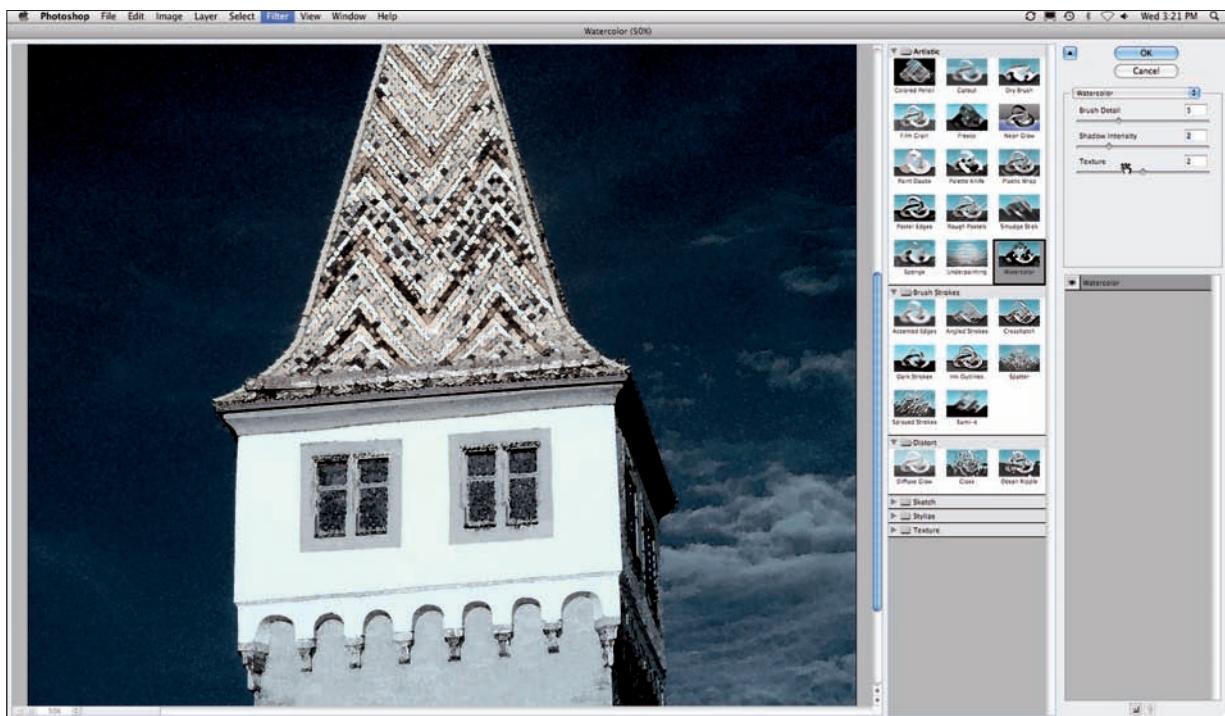 Photoshop File Edit Image Layer Select Filter View Window Help
Wed 3:21 PM
Watercolor (50%)
Artistic
Colored Pencil Cutout Dry Brush
Film Grain Fresco Neon Glow
Paint Daubs Palette Knife Plastic Wrap
Poster Edges Rough Pastels Smudge Stick
Sponge Underpainting Watercolor
Brush Strokes
Accented Edges Angled Strokes Crosshatch
Dark Strokes Ink Outlines Spatter
Sprayed Strokes Sumi-e
Distort
Diffuse Glow Glass Ocean Ripple
Sketch
Stylize
Texture
OK
Cancel
Watercolor
Brush Detail 5
Shadow Intensity 2
Texture 2
Watercolor
50%